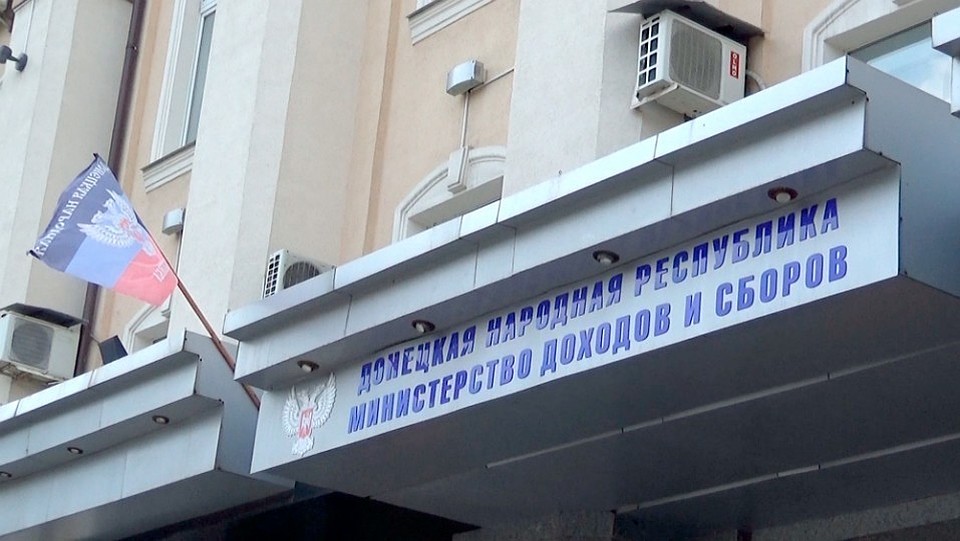 ДОНЕЦКАЯ НАРОДНАЯ РЕСПУБЛИКА
МИНИСТЕРСТВО ДОХОДОВ И СБОРОВ